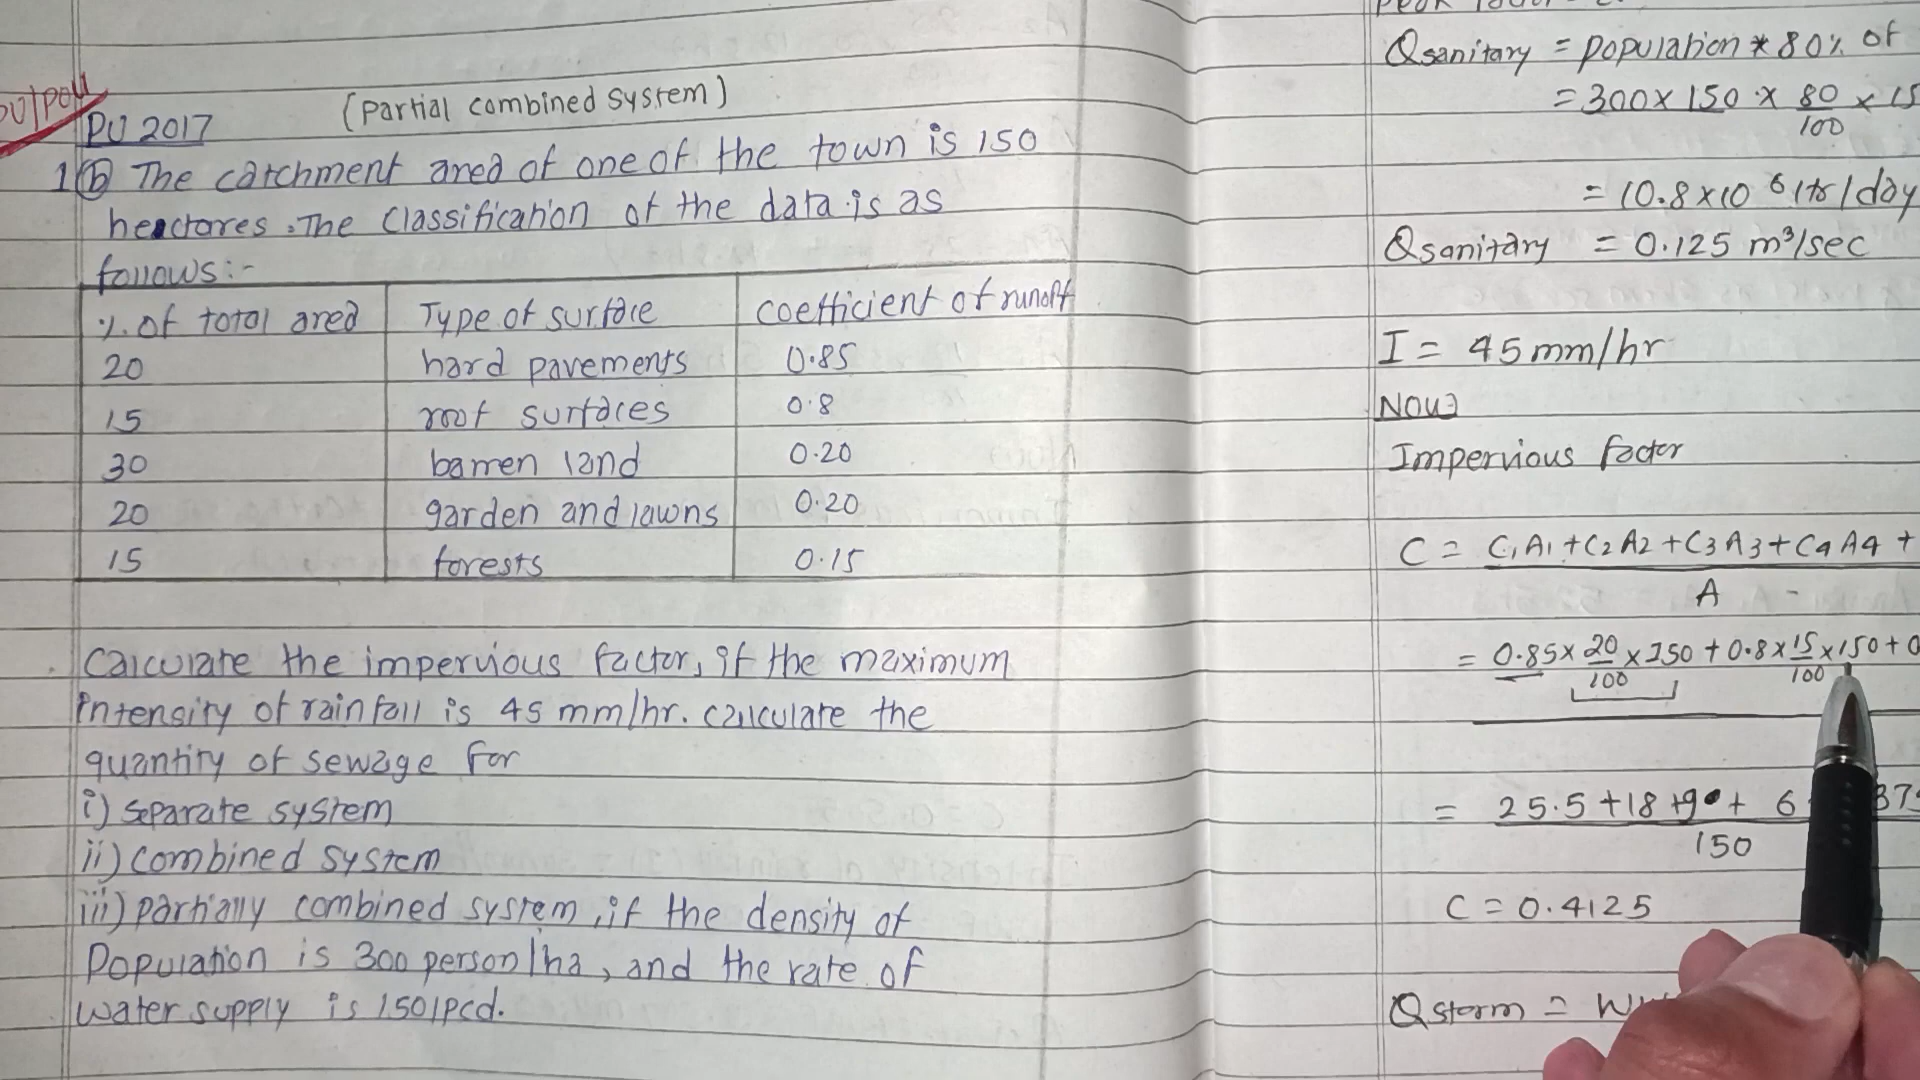 PU 2017
(Partial combined system)
1(b) The catchment area of one of the town is 150
hectares. The classification of the data is as
follows:-
%. of total area | Type of surface | coefficient of runoff
20 | hard pavements | 0.85
15 | roof surfaces | 0.8
30 | barren land | 0.20
20 | garden and lawns | 0.20
15 | forests | 0.15
Calculate the impervious factor, if the maximum
intensity of rainfall is 45 mm/hr. calculate the
quantity of sewage for
i) separate system
ii) combined system
iii) partially combined system, if the density of
population is 300 person/ha, and the rate of
water supply is 150 lpcd.
Qsanitary = population * 80% of
= 300 × 150 × 80/100 × 15
= 10.8×10⁶ ltr/day
Qsanitary = 0.125 m³/sec
I = 45 mm/hr
Now
Impervious factor
C = C₁A₁+C₂A₂+C₃A₃+C₄A₄+
A
= 0.85 × 20/100 × 150 + 0.8 × 15/100 × 150 + 0
= 25.5+18+9+ 6
150
C = 0.4125
Qstorm =